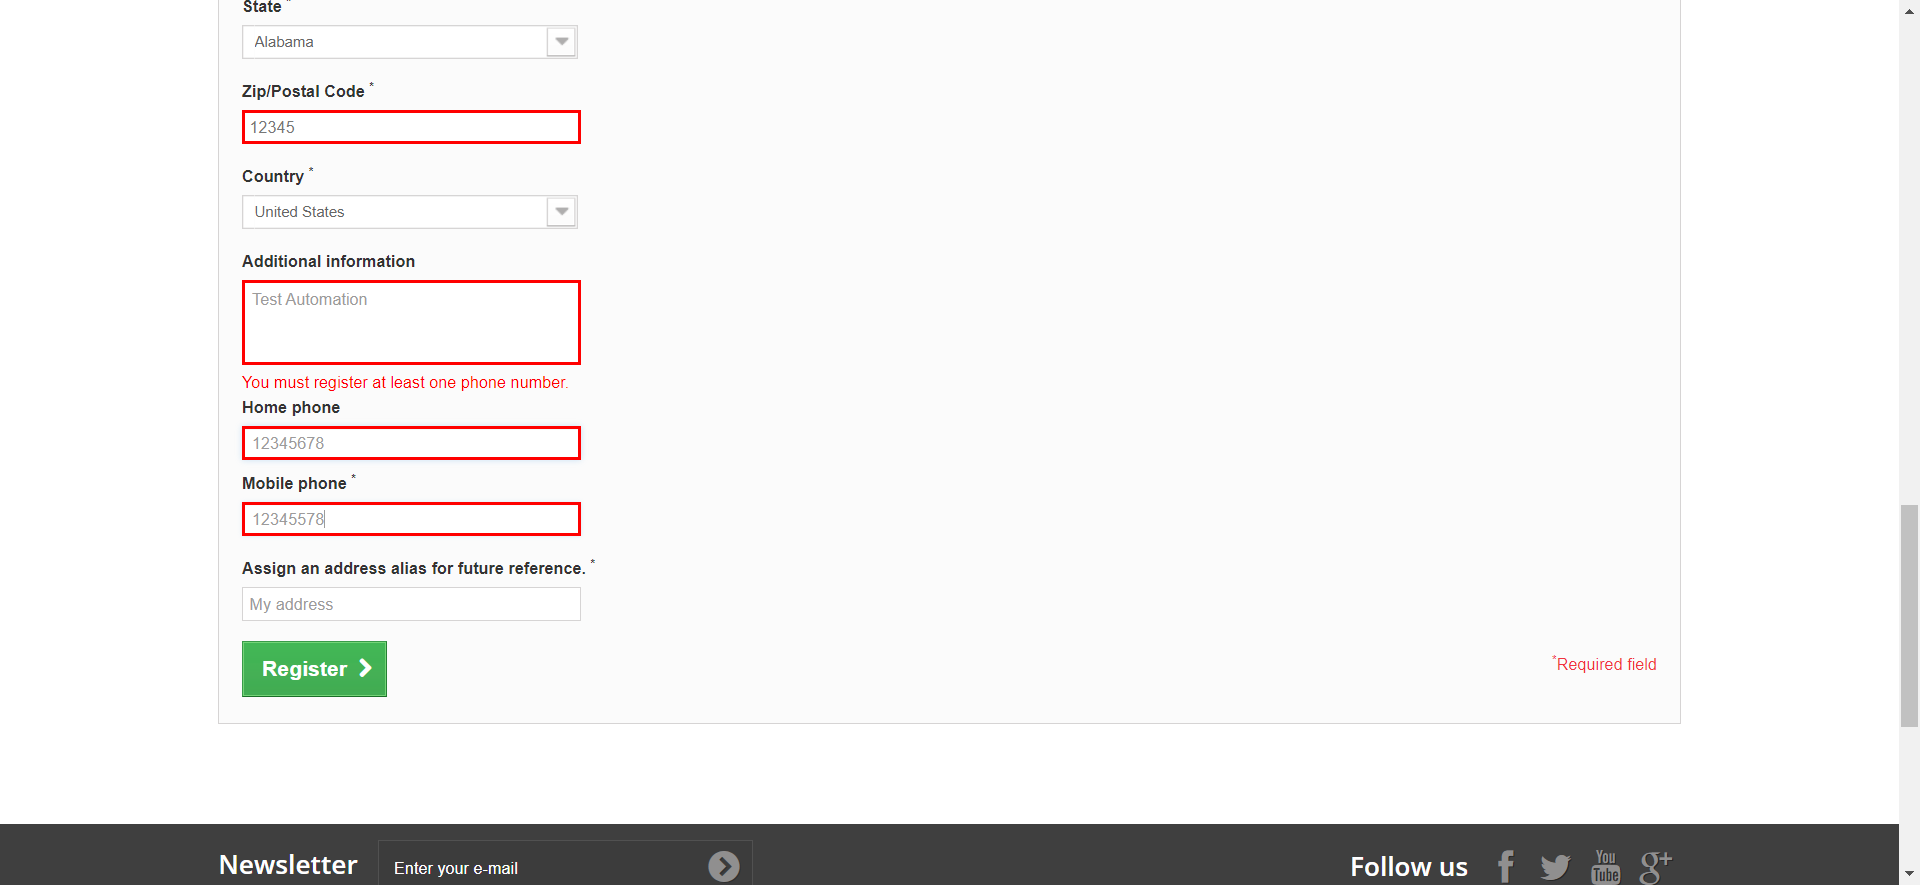 State *
Alabama
Zip/Postal Code *
12345
Country *
United States
Additional information
Test Automation
You must register at least one phone number.
Home phone
12345678
Mobile phone *
12345578
Assign an address alias for future reference. *
My address
Register
*Required field
Newsletter
Enter your e-mail
Follow us
f
You Tube
g+